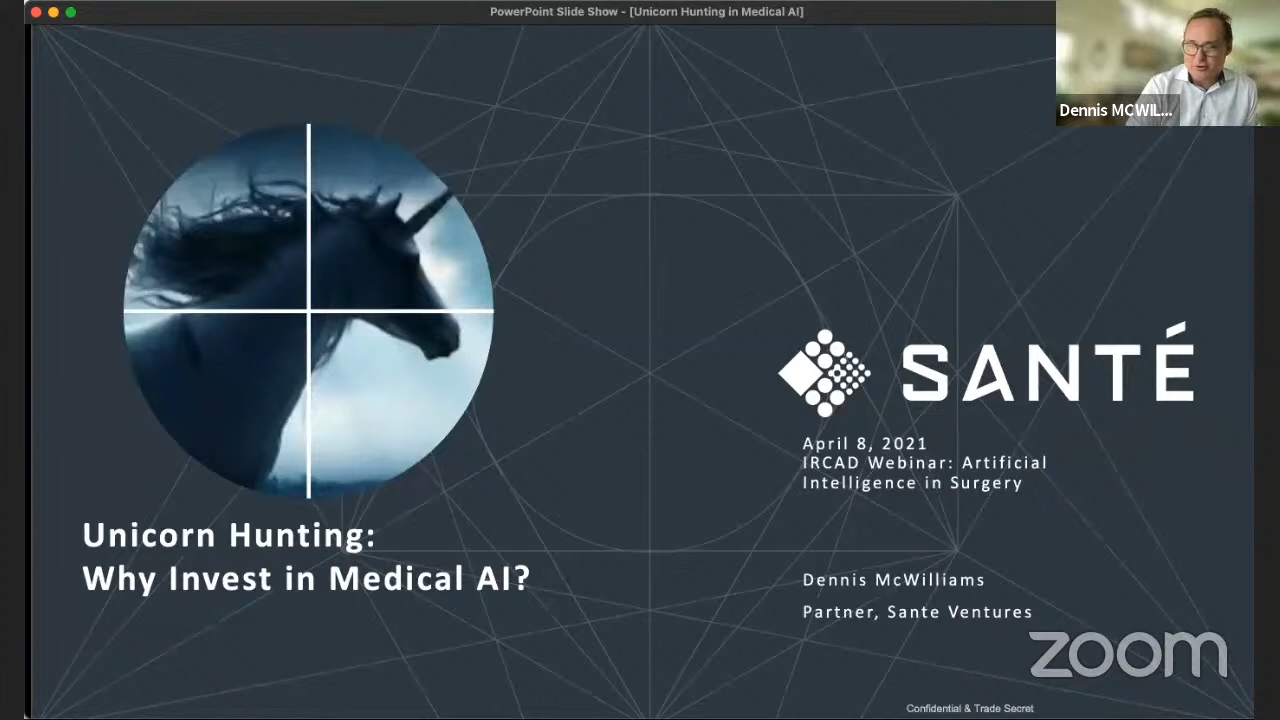 PowerPoint Slide Show - [Unicorn Hunting in Medical AI]
Dennis MCWIL...
SANTÉ
April 8, 2021
IRCAD Webinar: Artificial
Intelligence in Surgery
Unicorn Hunting:
Why Invest in Medical AI?
Dennis McWilliams
Partner, Sante Ventures
zoom
Confidential & Trade Secret